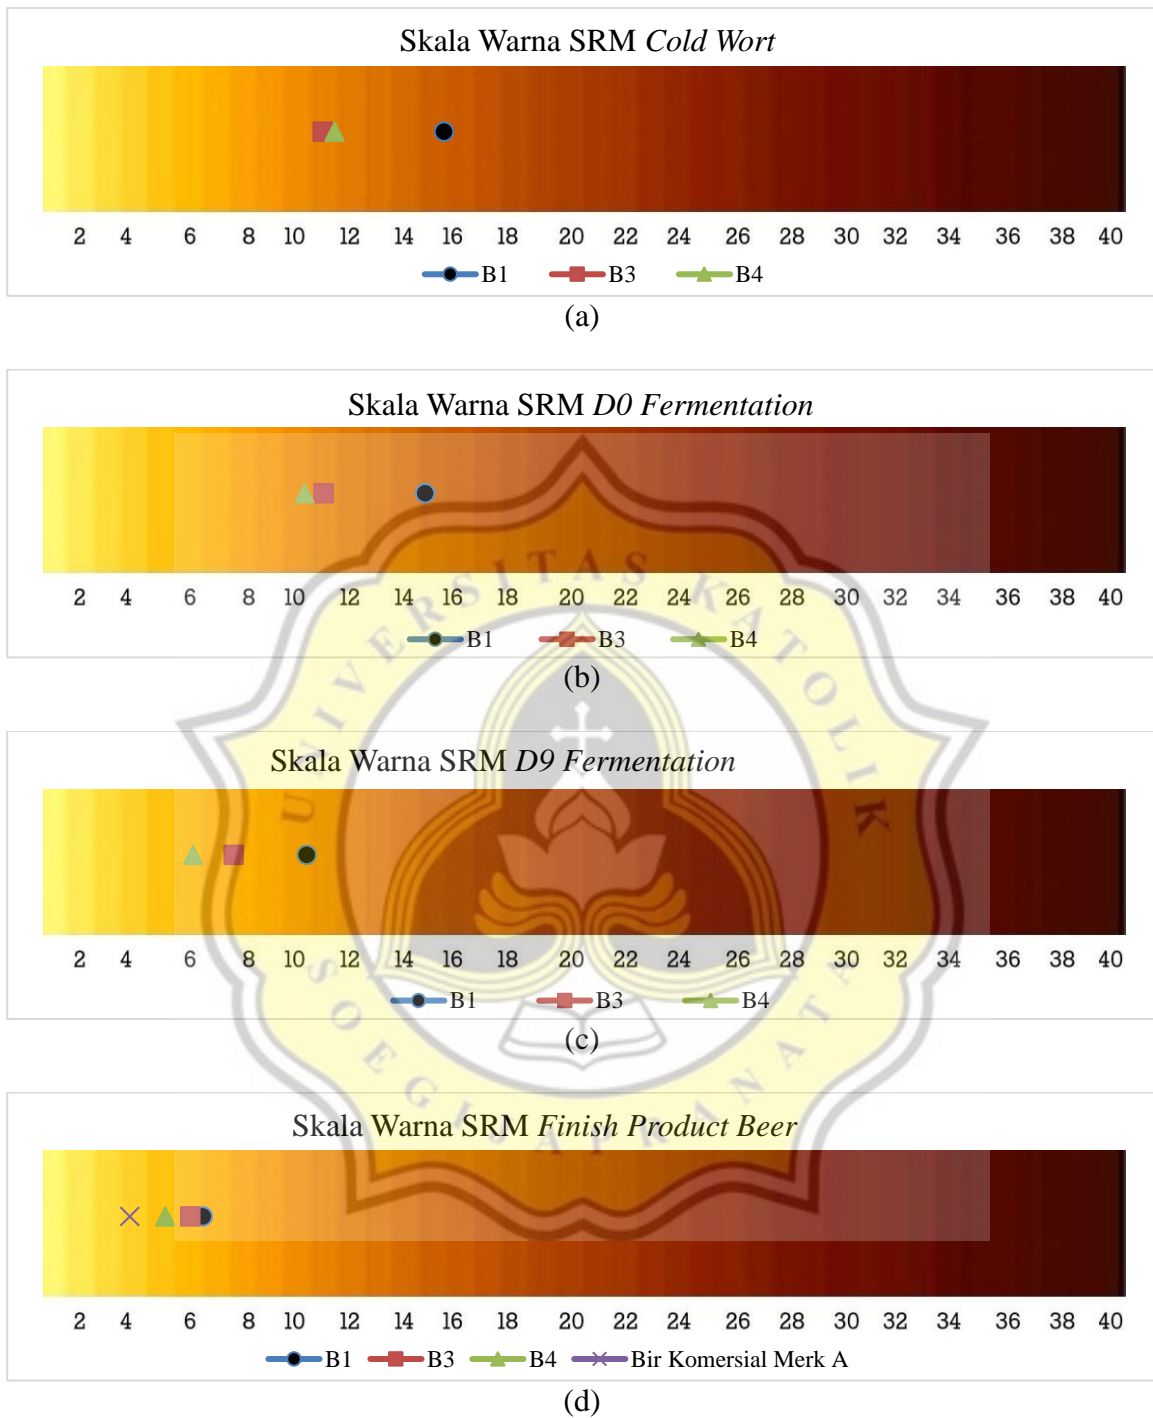 Skala Warna SRM Cold Wort
2 4 6 8 10 12 14 16 18 20 22 24 26 28 30 32 34 36 38 40
B1 B3 B4
(a)
Skala Warna SRM D0 Fermentation
2 4 6 8 10 12 14 16 18 20 22 24 26 28 30 32 34 36 38 40
B1 B3 B4
(b)
Skala Warna SRM D9 Fermentation
2 4 6 8 10 12 14 16 18 20 22 24 26 28 30 32 34 36 38 40
B1 B3 B4
(c)
Skala Warna SRM Finish Product Beer
2 4 6 8 10 12 14 16 18 20 22 24 26 28 30 32 34 36 38 40
B1 B3 B4 Bir Komersial Merk A
(d)
UNIVERSITAS KATOLIK
SOEGIJAPRANATA